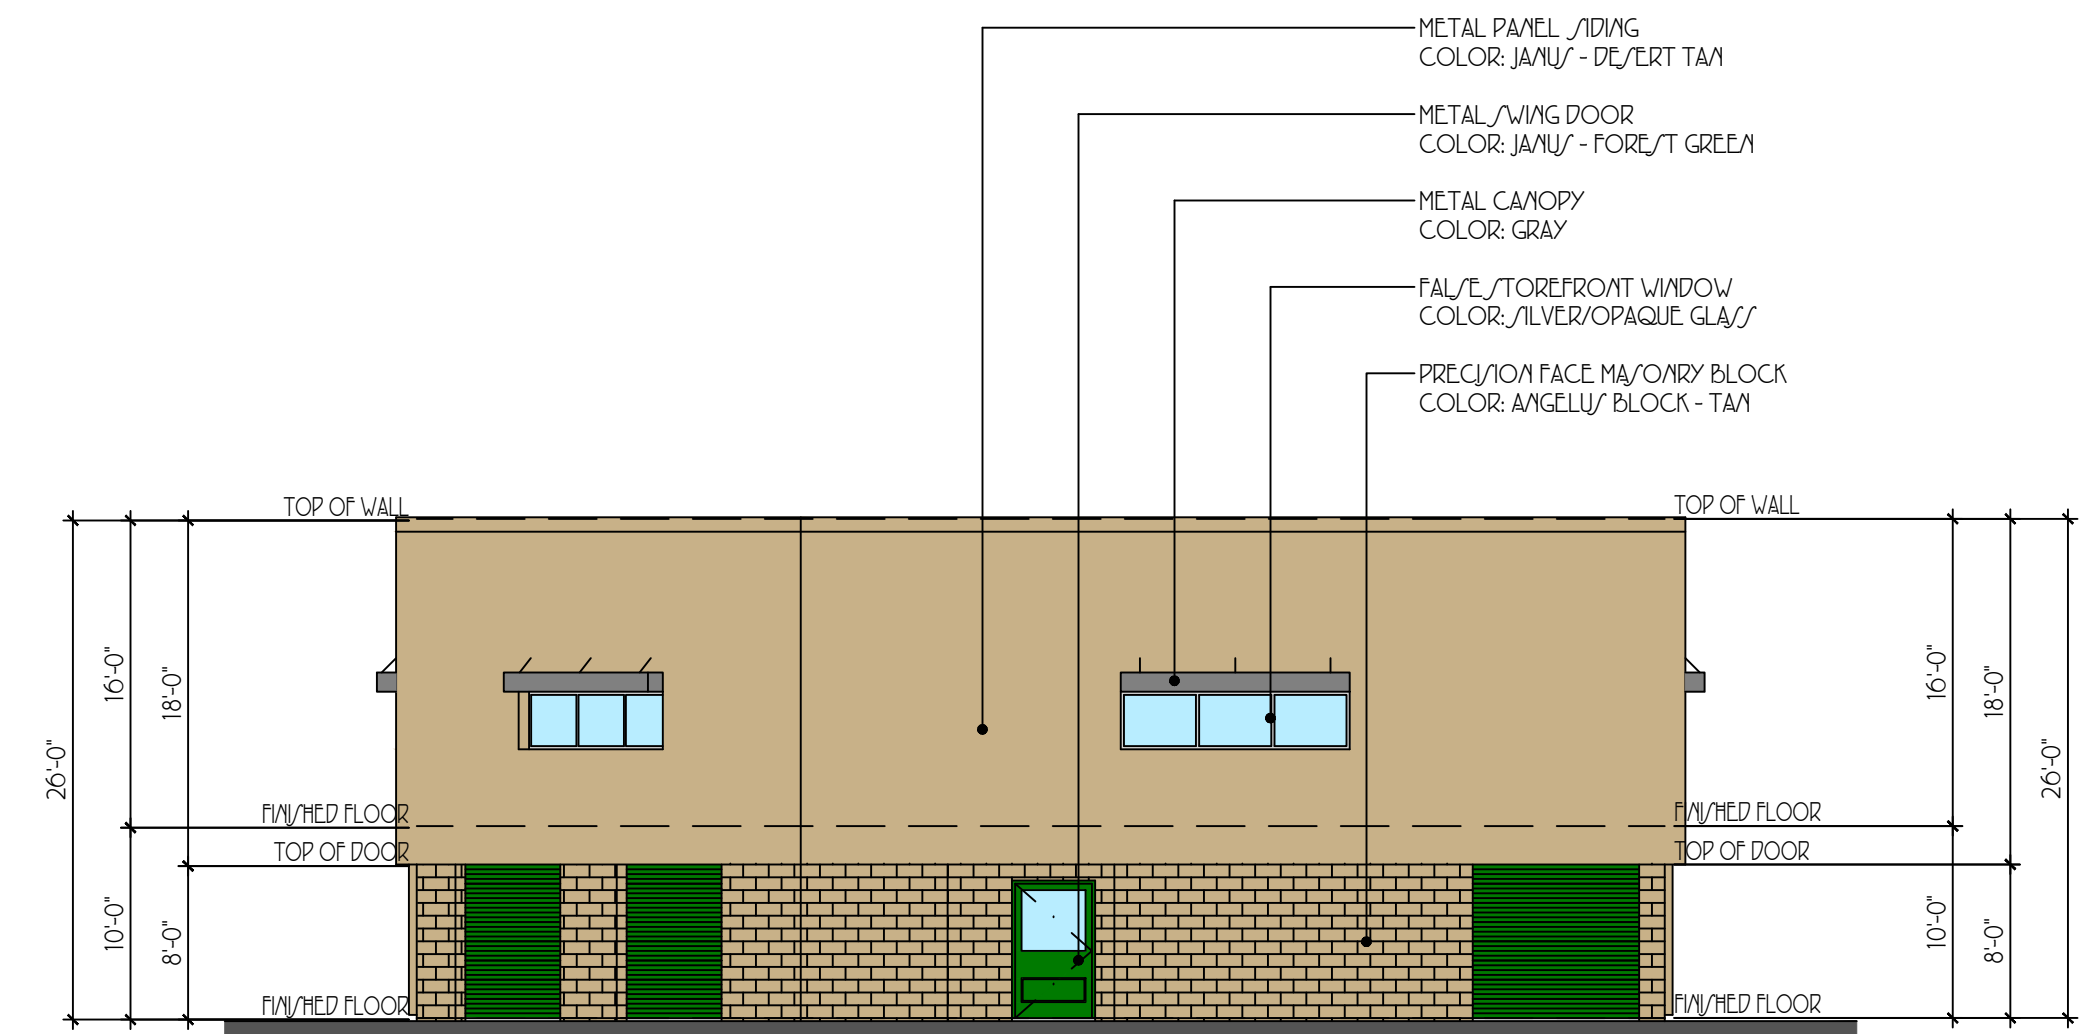 METAL PANEL SIDING
COLOR: JANUS - DESERT TAN
METAL SWING DOOR
COLOR: JANUS - FOREST GREEN
METAL CANOPY
COLOR: GRAY
FALSE STOREFRONT WINDOW
COLOR: SILVER/OPAQUE GLASS
PRECISION FACE MASONRY BLOCK
COLOR: ANGELUS BLOCK - TAN
TOP OF WALL
TOP OF WALL
16'-0"
18'-0"
26'-0"
16'-0"
18'-0"
26'-0"
FINISHED FLOOR
FINISHED FLOOR
TOP OF DOOR
TOP OF DOOR
10'-0"
8'-0"
10'-0"
8'-0"
FINISHED FLOOR
FINISHED FLOOR